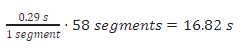 0.29 s / 1 segment · 58 segments = 16.82 s